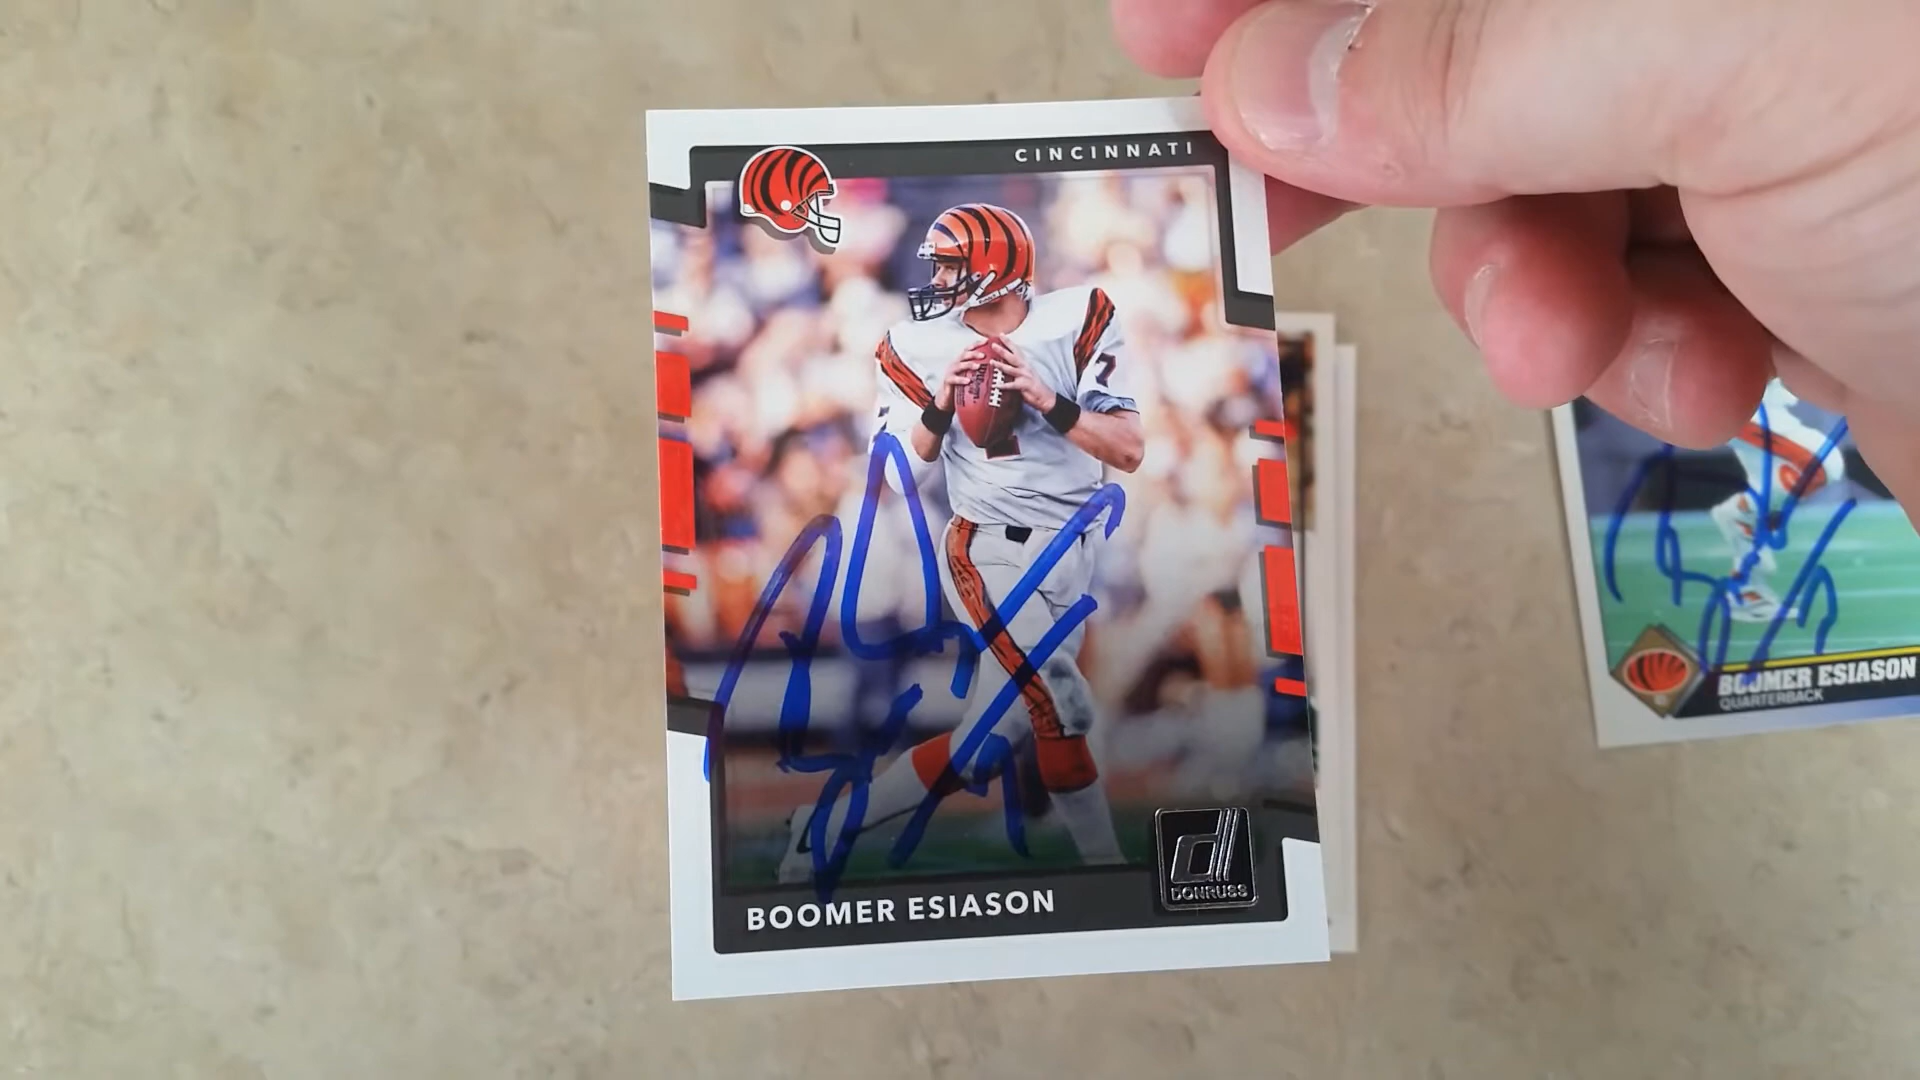 CINCINNATI
7
BOOMER ESIASON
DONRUSS
BOOMER ESIASON
QUARTERBACK